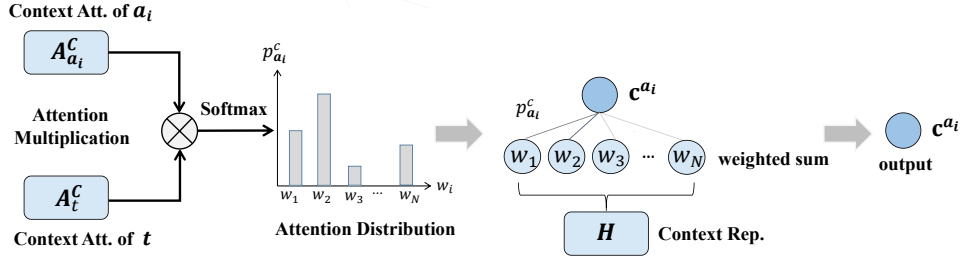 Context Att. of a_i
A^C_{a_i}
Attention
Multiplication
Softmax
A^C_t
Context Att. of t
p^C_{a_i}
w_1 w_2 w_3 ... w_N w_i
Attention Distribution
c^{a_i}
p^C_{a_i}
w_1 w_2 w_3 ... w_N weighted sum
H Context Rep.
c^{a_i}
output